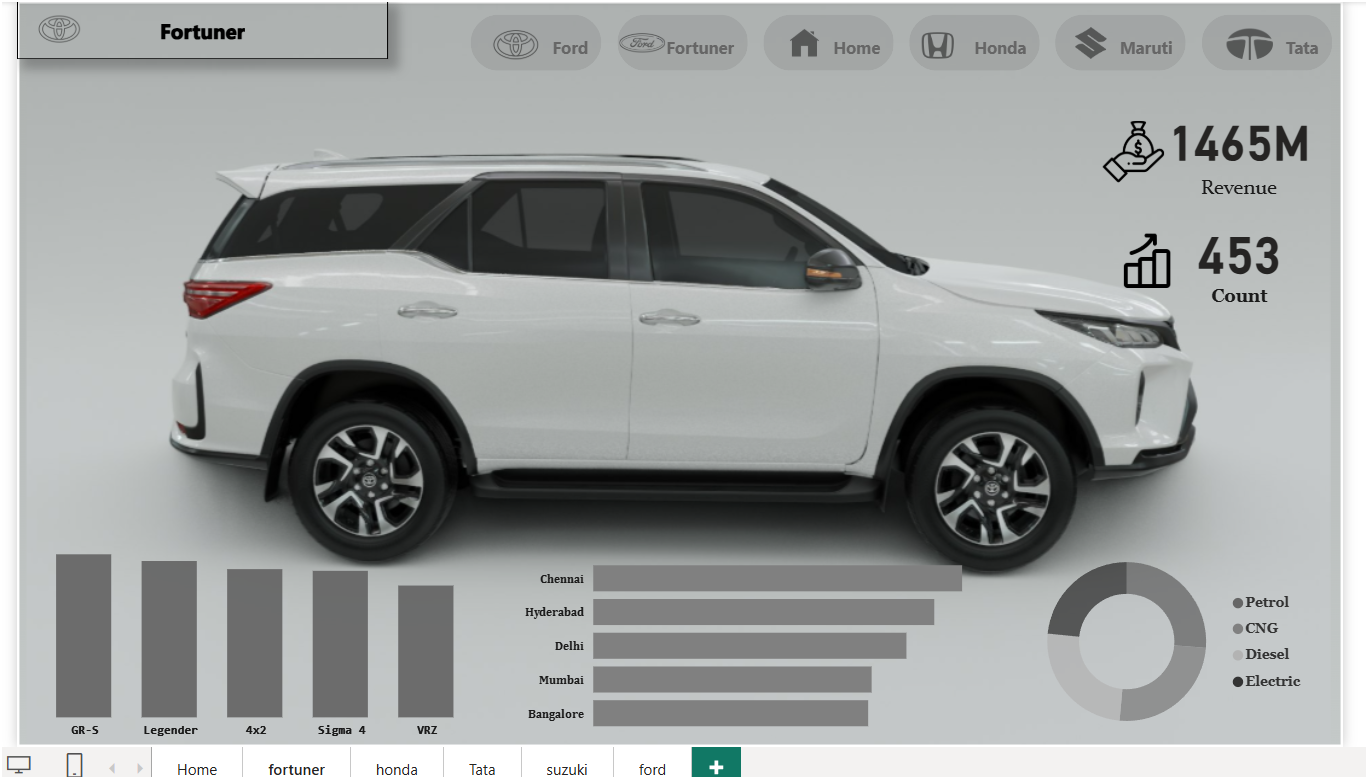 Fortuner
Ford
Ford
Fortuner
Home
Honda
Maruti
Tata
$
1465M
Revenue
453
Count
GR-S
Legender
4x2
Sigma 4
VRZ
Chennai
Hyderabad
Delhi
Mumbai
Bangalore
Petrol
CNG
Diesel
Electric
Home
fortuner
honda
Tata
suzuki
ford
+